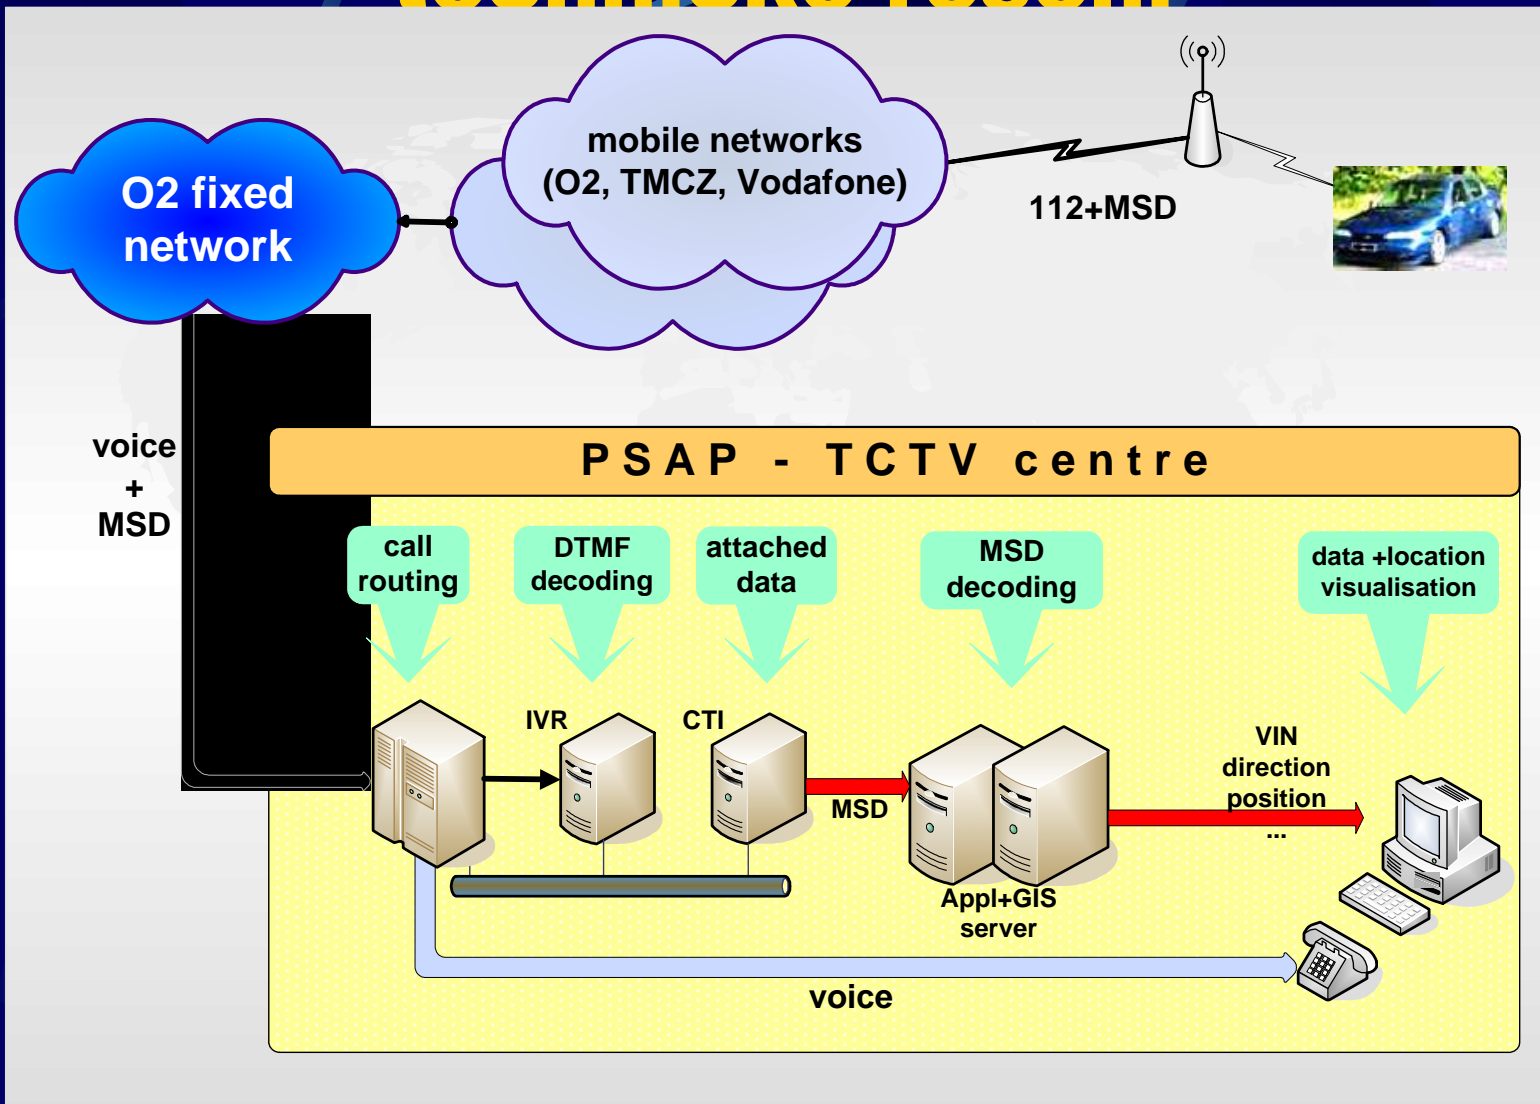 mobile networks
(O2, TMCZ, Vodafone)
O2 fixed
network
112+MSD
voice
+
MSD
PSAP - TCTV centre
call
routing
DTMF
decoding
attached
data
MSD
decoding
data +location
visualisation
IVR
CTI
MSD
VIN
direction
position
...
Appl+GIS
server
voice